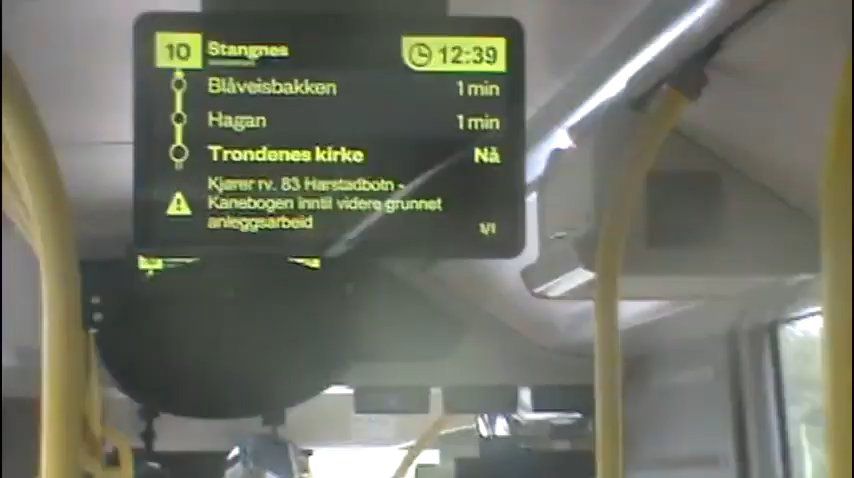 10 Stangnes 12:39
Blåveisbakken 1 min
Hagan 1 min
Trondenes kirke Nå
Kjører rv. 83 Harstadbotn -
Kanebogen inntil videre grunnet
anleggsarbeid
1/1